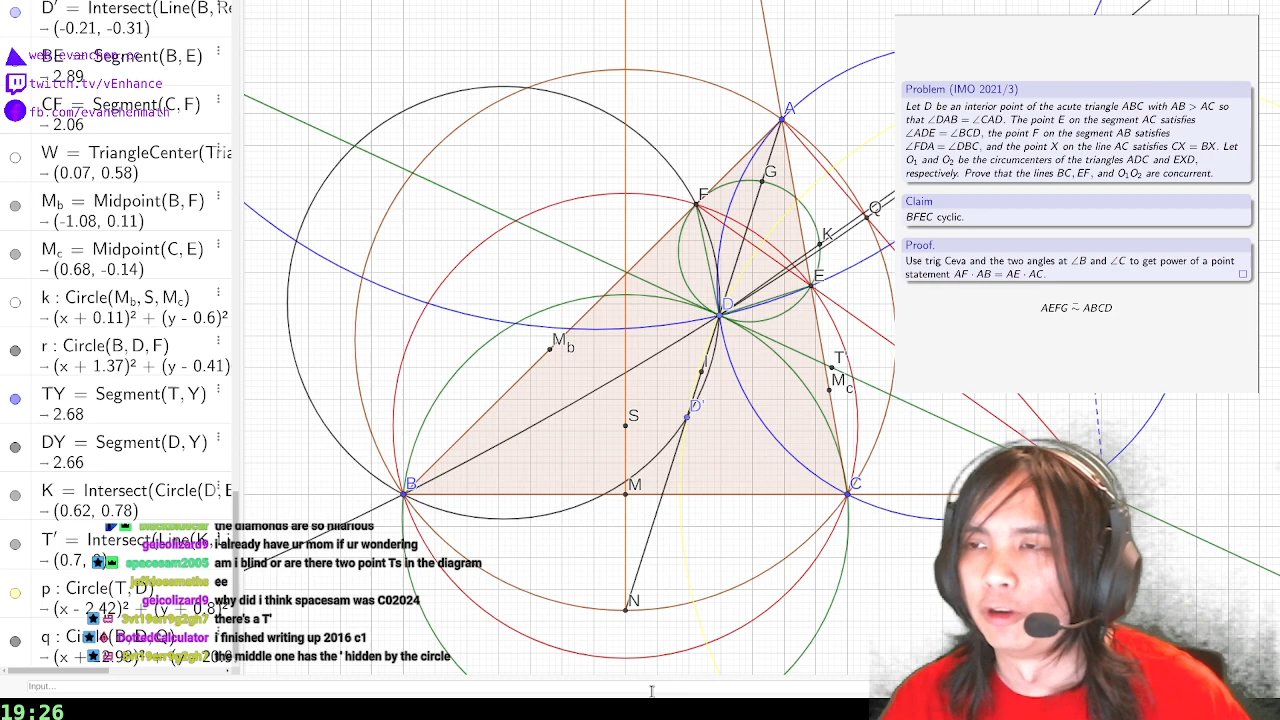 D′ = Intersect(Line(B,
→ (-0.21, -0.31)
BE = Segment(B, E)
→ 2.89
web.evanchen.cc
twitch.tv/vEnhance
CF = Segment(C, F)
→ 2.06
fb.com/evanchenmath
W = TriangleCenter(Tria
→ (0.07, 0.58)
M_b = Midpoint(B, F)
→ (-1.08, 0.11)
M_c = Midpoint(C, E)
→ (0.68, -0.14)
k : Circle(M_b, S, M_c)
→ (x + 0.11)² + (y - 0.6)²
r : Circle(B, D, F)
→ (x + 1.37)² + (y - 0.41)
TY = Segment(T, Y)
→ 2.68
DY = Segment(D, Y)
→ 2.66
K = Intersect(Circle(D, E
→ (0.62, 0.78)
T′ = Intersect(Line(K,
→ (0.7,
p : Circle(T, D)
→ (x - 2.42)² + (y + 0.8)²
Input...
19:26
the diamonds are so hilarious
geicolizard9 i already have ur mom if ur wondering
spacesam2005 am i blind or are there two point Ts in the diagram
ee
geicolizard9 why did i think spacesam was C02024
3vt19srr9g2gh7 there's a T'
DottedCalculator i finished writing up 2016 c1
the middle one has the ' hidden by the circle
A
G
F
Q
K
E
D
M_b
I
T′
M_c
D′
S
B
M
C
N
Problem (IMO 2021/3)
Let D be an interior point of the acute triangle ABC with AB > AC so
that ∠DAB = ∠CAD. The point E on the segment AC satisfies
∠ADE = ∠BCD, the point F on the segment AB satisfies
∠FDA = ∠DBC, and the point X on the line AC satisfies CX = BX. Let
O₁ and O₂ be the circumcenters of the triangles ADC and EXD,
respectively. Prove that the lines BC, EF, and O₁O₂ are concurrent.
Claim
BFEC cyclic.
Proof.
Use trig Ceva and the two angles at ∠B and ∠C to get power of a point
statement AF · AB = AE · AC.
AEFG ~ ABCD